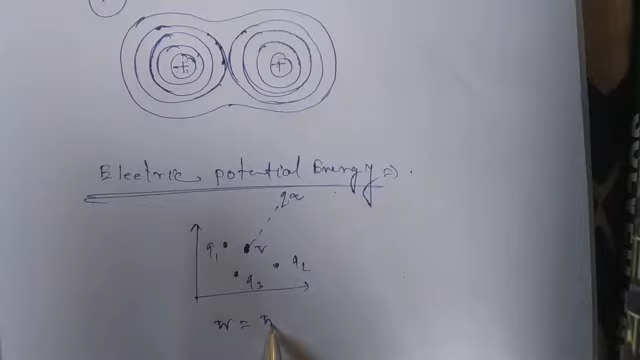 + +
Electric potential Energy ⇒.
q∞
q₁ v
q₂
q₃
W =